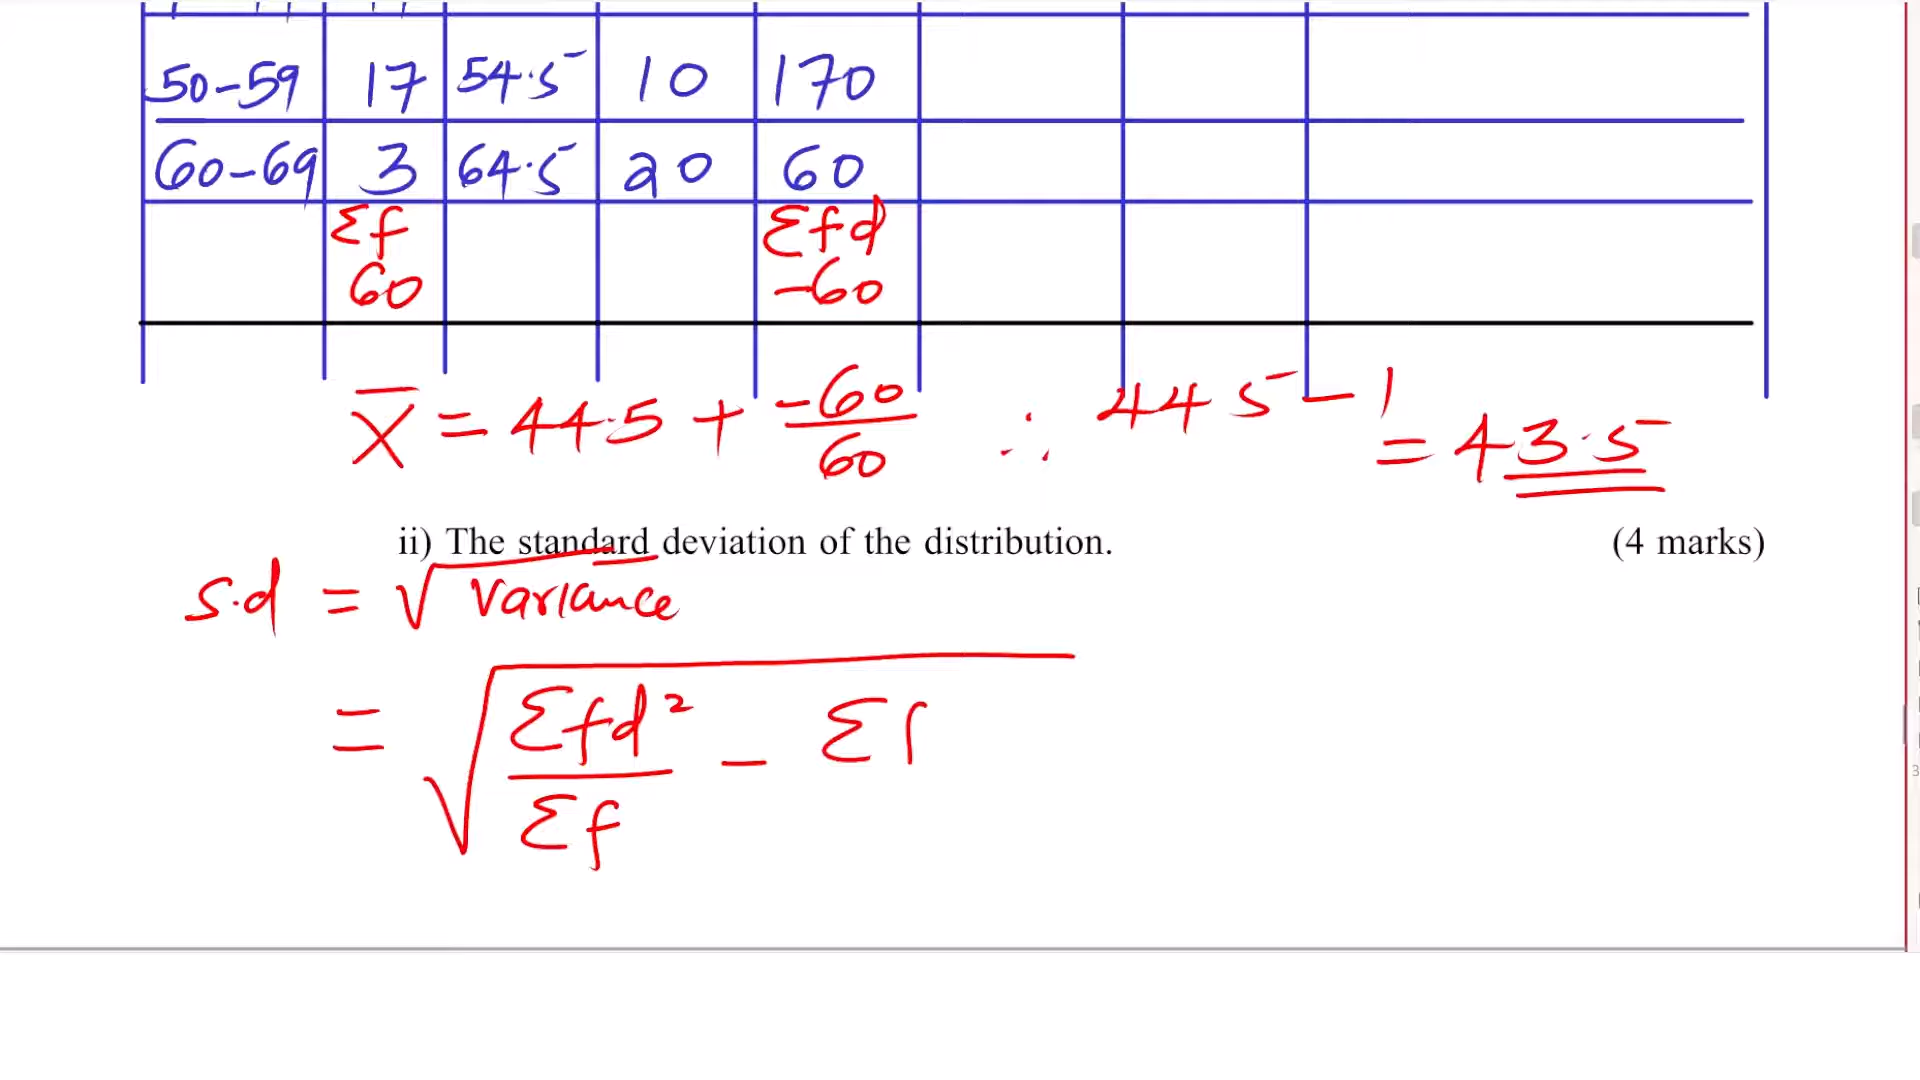 50-59 17 54.5 10 170
60-69 3 64.5 20 60
Σf Σfd
60 -60
X̄ = 44.5 + -60/60 ∴ 44 5 - 1 = 43.5
ii) The standard deviation of the distribution. (4 marks)
s.d = √Variance
= √Σfd²/Σf - Σf